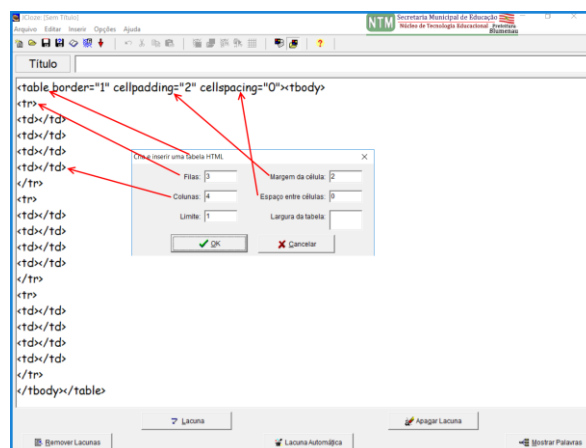 JCloze: [Sem Título]
Arquivo Editar Inserir Opções Ajuda
NTM
Secretaria Municipal de Educação
Núcleo de Tecnologia Educacional
Prefeitura
Blumenau
Título
<table border="1" cellpadding="2" cellspacing="0"><tbody>
<tr>
<td></td>
<td></td>
<td></td>
<td></td>
</tr>
<tr>
<td></td>
<td></td>
<td></td>
<td></td>
</tr>
<tr>
<td></td>
<td></td>
<td></td>
<td></td>
</tr>
</tbody></table>
Cria e inserir uma tabela HTML
Filas: 3 Margem da célula: 2
Colunas: 4 Espaço entre células: 0
Limite: 1 Largura da tabela:
OK Cancelar
Lacuna Apagar Lacuna
Remover Lacunas Lacuna Automática Mostrar Palavras